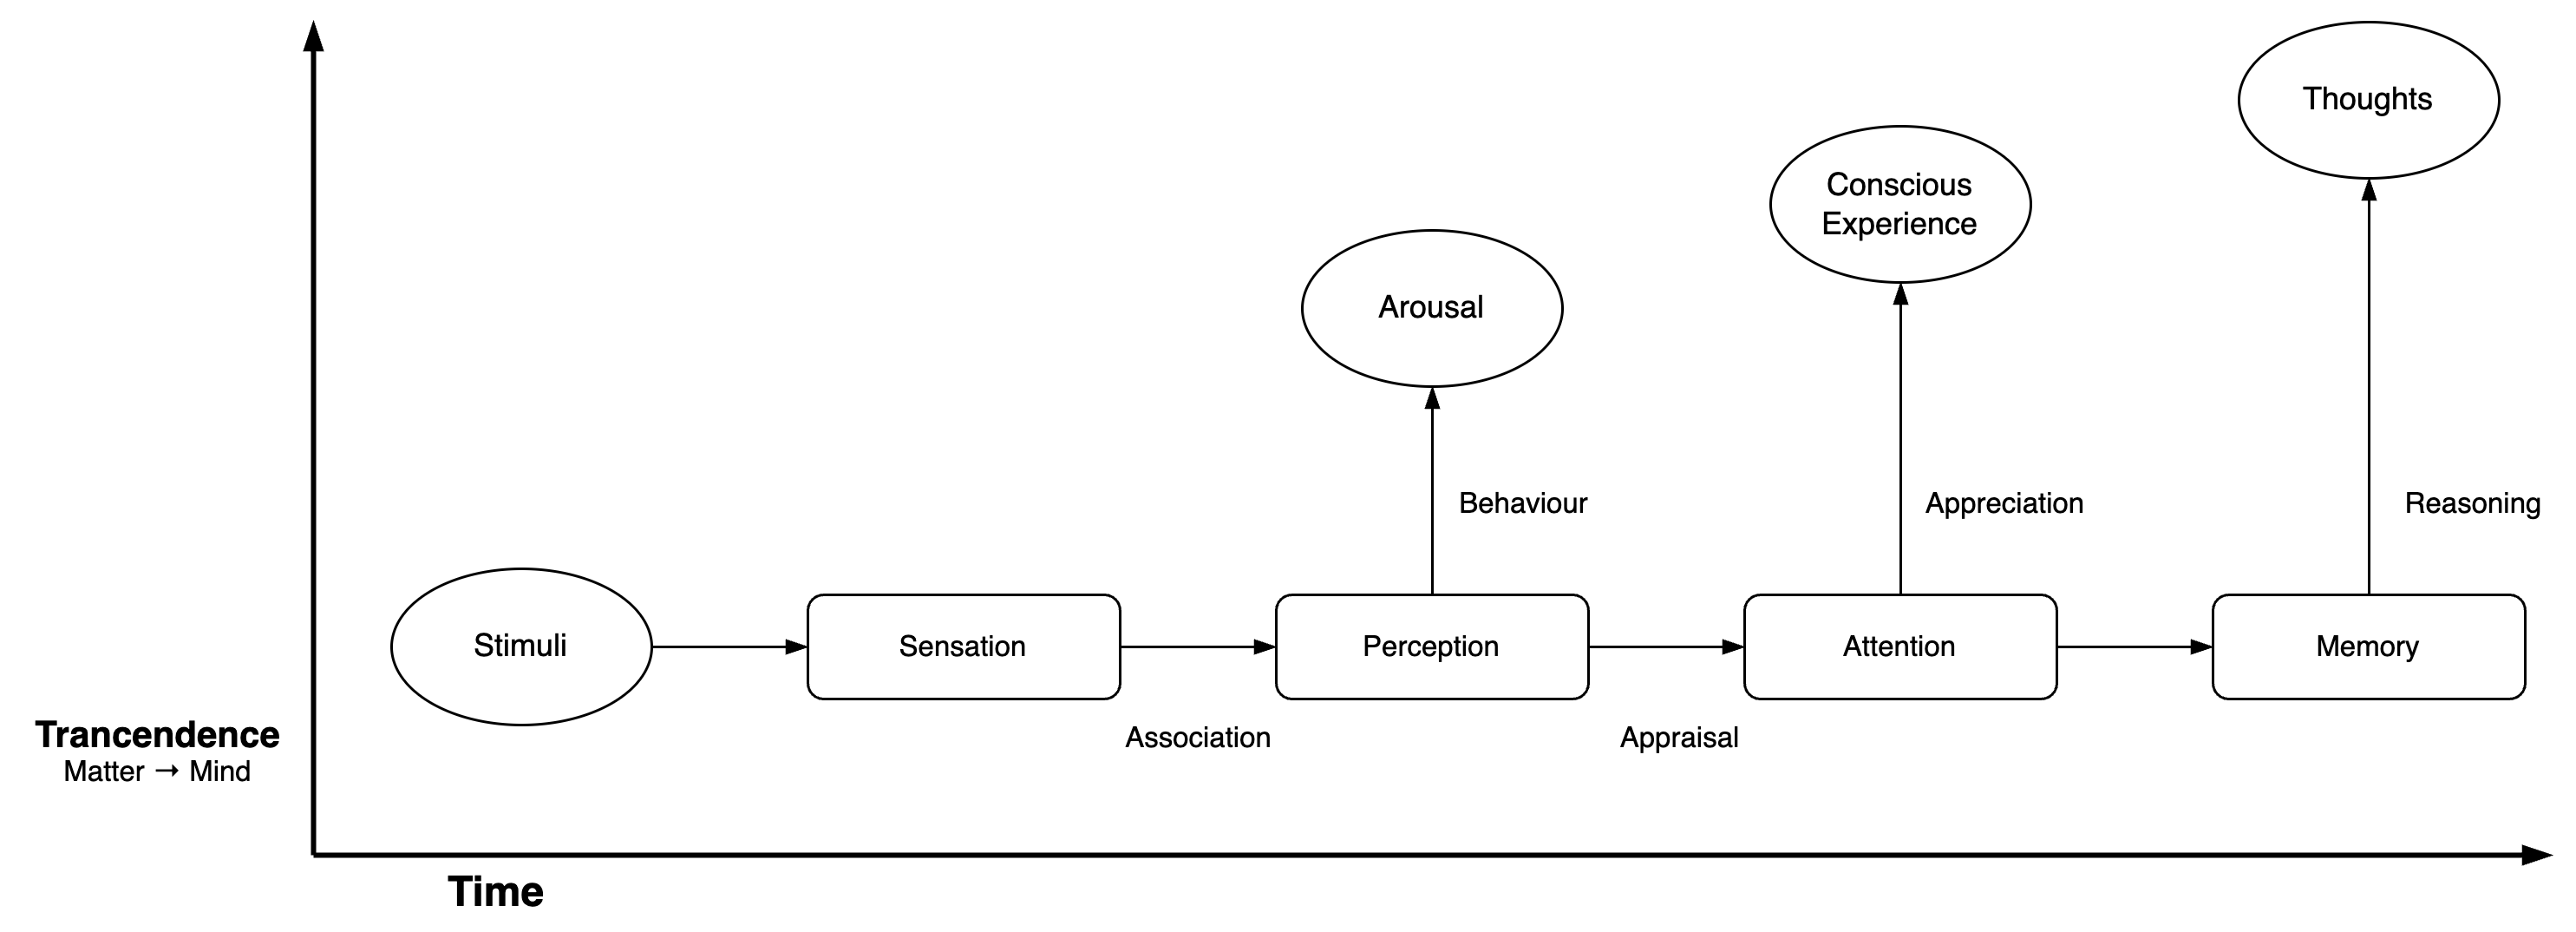 Thoughts
Conscious
Experience
Arousal
Behaviour
Appreciation
Reasoning
Stimuli
Sensation
Perception
Attention
Memory
Association
Appraisal
Trancendence
Matter → Mind
Time